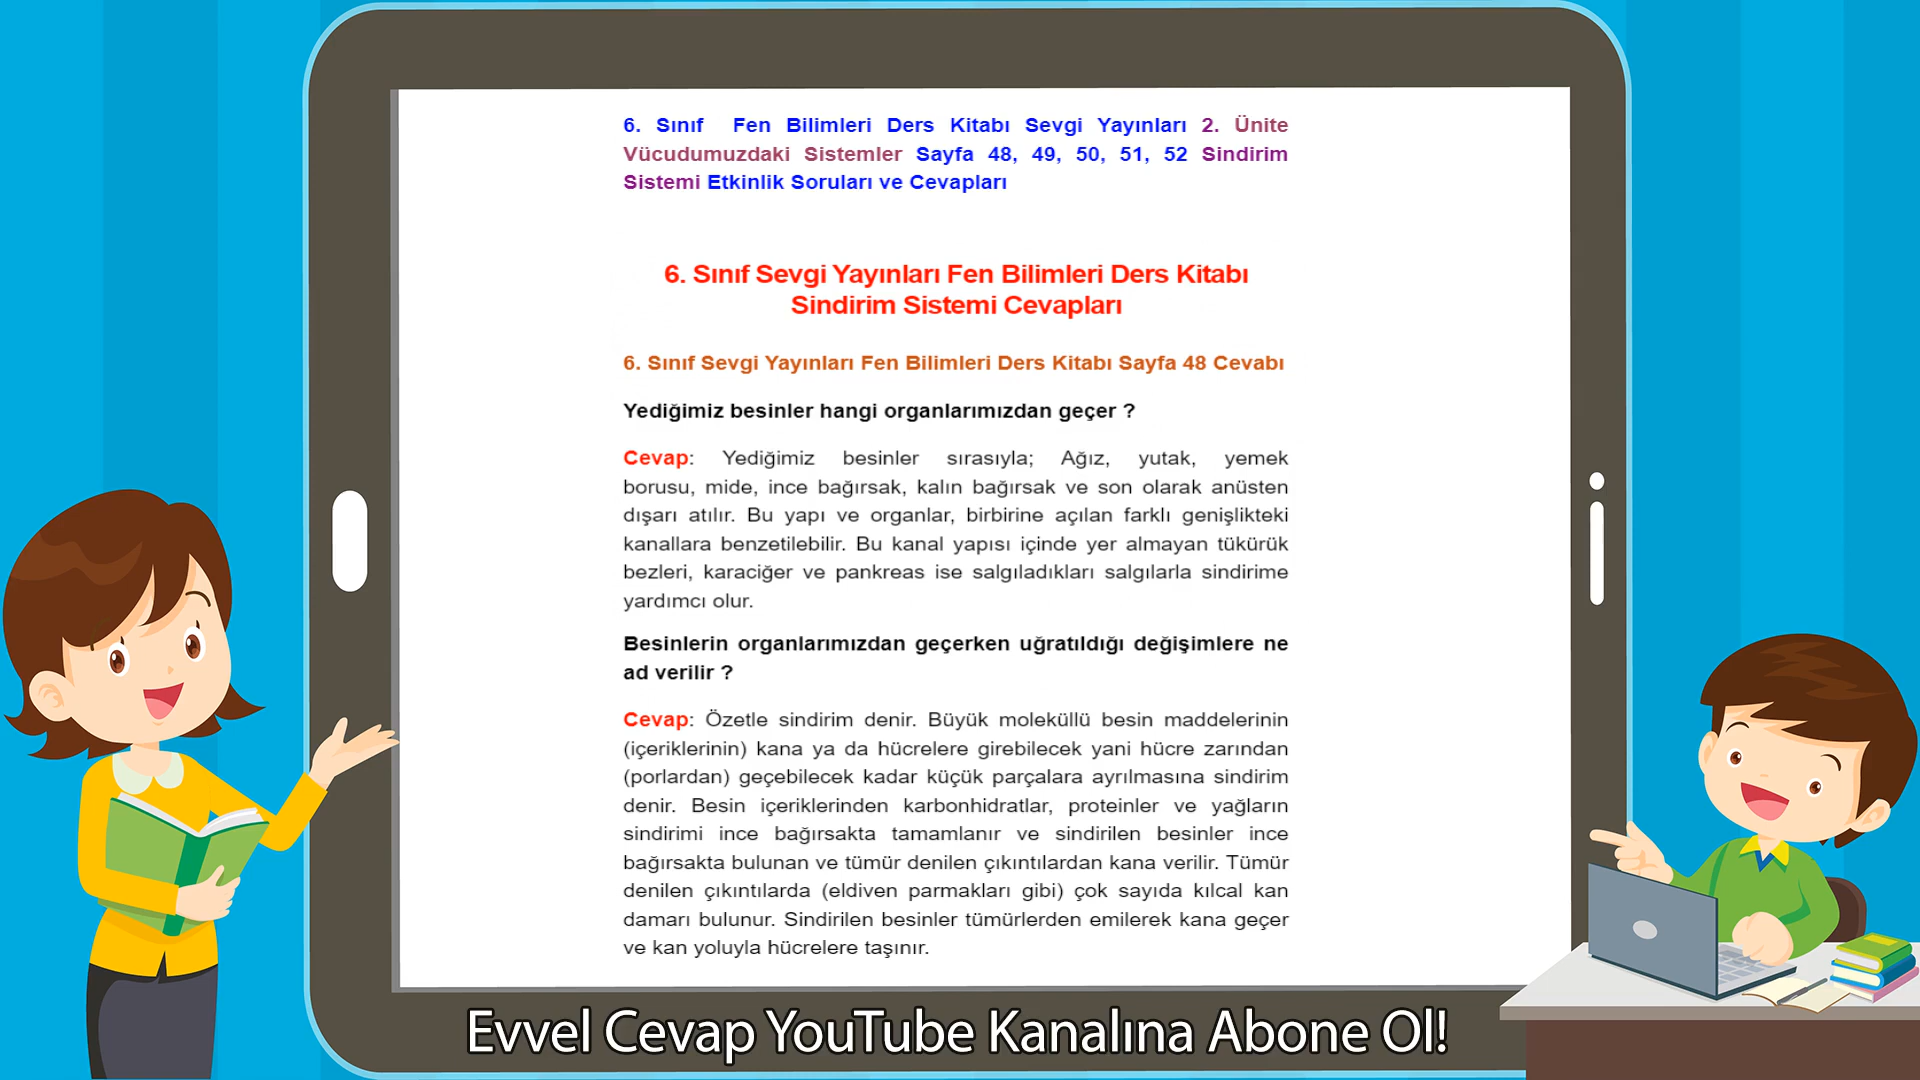 6. Sınıf Fen Bilimleri Ders Kitabı Sevgi Yayınları 2. Ünite
Vücudumuzdaki Sistemler Sayfa 48, 49, 50, 51, 52 Sindirim
Sistemi Etkinlik Soruları ve Cevapları
6. Sınıf Sevgi Yayınları Fen Bilimleri Ders Kitabı
Sindirim Sistemi Cevapları
6. Sınıf Sevgi Yayınları Fen Bilimleri Ders Kitabı Sayfa 48 Cevabı
Yediğimiz besinler hangi organlarımızdan geçer ?
Cevap: Yediğimiz besinler sırasıyla; Ağız, yutak, yemek
borusu, mide, ince bağırsak, kalın bağırsak ve son olarak anüsten
dışarı atılır. Bu yapı ve organlar, birbirine açılan farklı genişlikteki
kanallara benzetilebilir. Bu kanal yapısı içinde yer almayan tükürük
bezleri, karaciğer ve pankreas ise salgıladıkları salgılarla sindirime
yardımcı olur.
Besinlerin organlarımızdan geçerken uğratıldığı değişimlere ne
ad verilir ?
Cevap: Özetle sindirim denir. Büyük moleküllü besin maddelerinin
(içeriklerinin) kana ya da hücrelere girebilecek yani hücre zarından
(porlardan) geçebilecek kadar küçük parçalara ayrılmasına sindirim
denir. Besin içeriklerinden karbonhidratlar, proteinler ve yağların
sindirimi ince bağırsakta tamamlanır ve sindirilen besinler ince
bağırsakta bulunan ve tümür denilen çıkıntılardan kana verilir. Tümür
denilen çıkıntılarda (eldiven parmakları gibi) çok sayıda kılcal kan
damarı bulunur. Sindirilen besinler tümürlerden emilerek kana geçer
ve kan yoluyla hücrelere taşınır.
Evvel Cevap YouTube Kanalına Abone Ol!